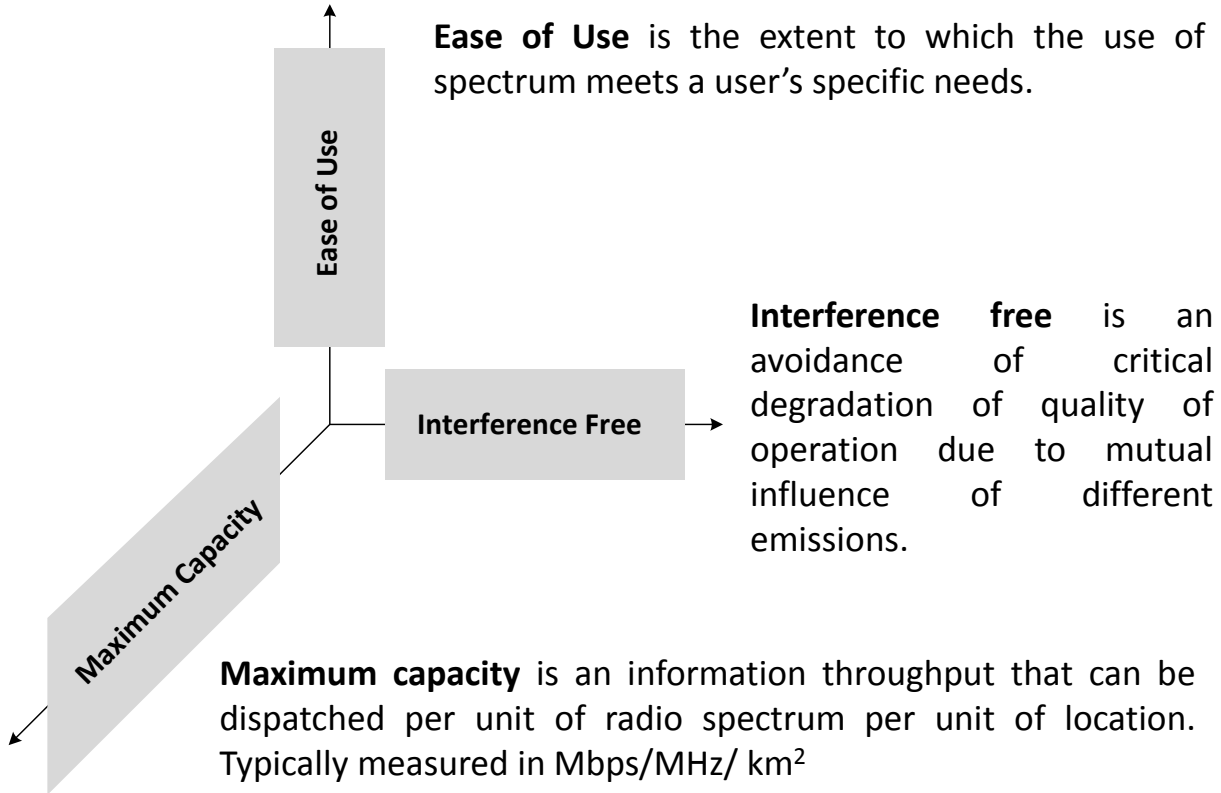 Ease of Use is the extent to which the use of
spectrum meets a user’s specific needs.
Ease of Use
Interference free is an
avoidance of critical
degradation of quality of
operation due to mutual
influence of different
emissions.
Interference Free
Maximum Capacity
Maximum capacity is an information throughput that can be
dispatched per unit of radio spectrum per unit of location.
Typically measured in Mbps/MHz/ km²